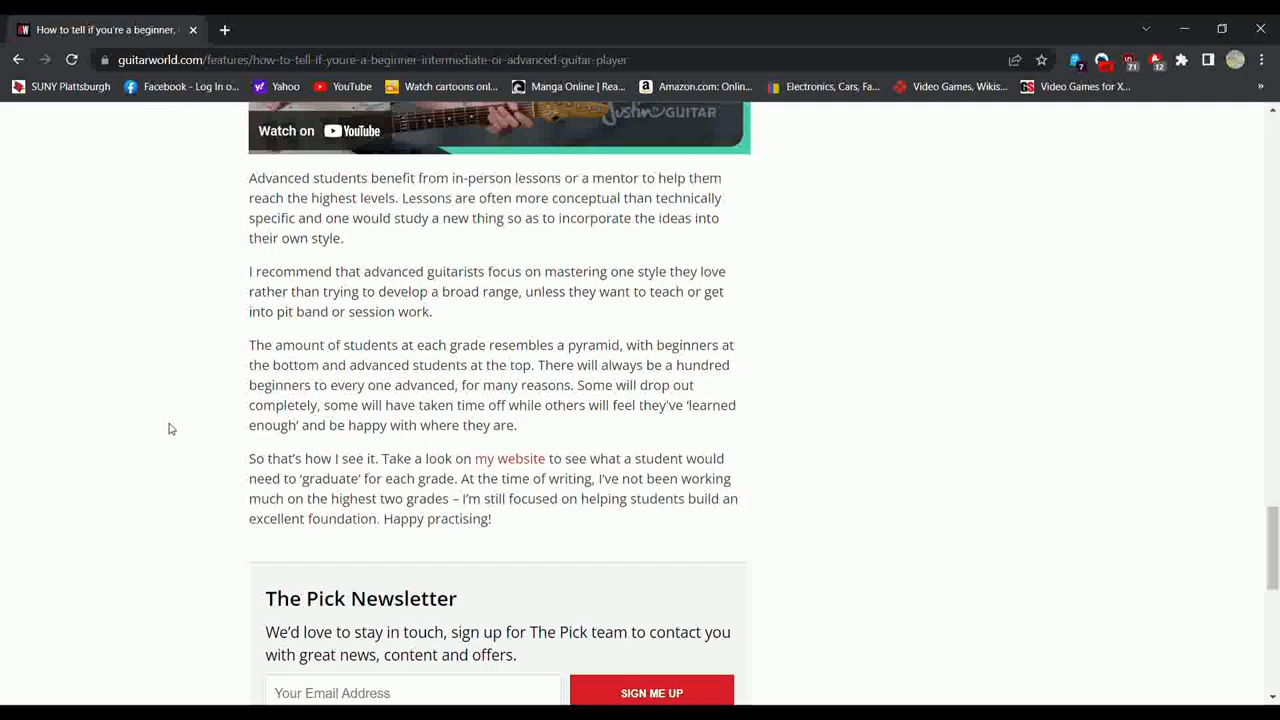 How to tell if you're a beginner,
guitarworld.com/features/how-to-tell-if-youre-a-beginner-intermediate-or-advanced-guitar-player
7
71
12
SUNY Plattsburgh
Facebook - Log In o...
Yahoo
YouTube
Watch cartoons onl...
Manga Online | Rea...
Amazon.com: Onlin...
Electronics, Cars, Fa...
Video Games, Wikis...
Video Games for X...
»
Watch on YouTube
justin GUITAR
Advanced students benefit from in-person lessons or a mentor to help them
reach the highest levels. Lessons are often more conceptual than technically
specific and one would study a new thing so as to incorporate the ideas into
their own style.
I recommend that advanced guitarists focus on mastering one style they love
rather than trying to develop a broad range, unless they want to teach or get
into pit band or session work.
The amount of students at each grade resembles a pyramid, with beginners at
the bottom and advanced students at the top. There will always be a hundred
beginners to every one advanced, for many reasons. Some will drop out
completely, some will have taken time off while others will feel they've ‘learned
enough’ and be happy with where they are.
So that’s how I see it. Take a look on my website to see what a student would
need to ‘graduate’ for each grade. At the time of writing, I’ve not been working
much on the highest two grades – I’m still focused on helping students build an
excellent foundation. Happy practising!
The Pick Newsletter
We’d love to stay in touch, sign up for The Pick team to contact you
with great news, content and offers.
Your Email Address
SIGN ME UP